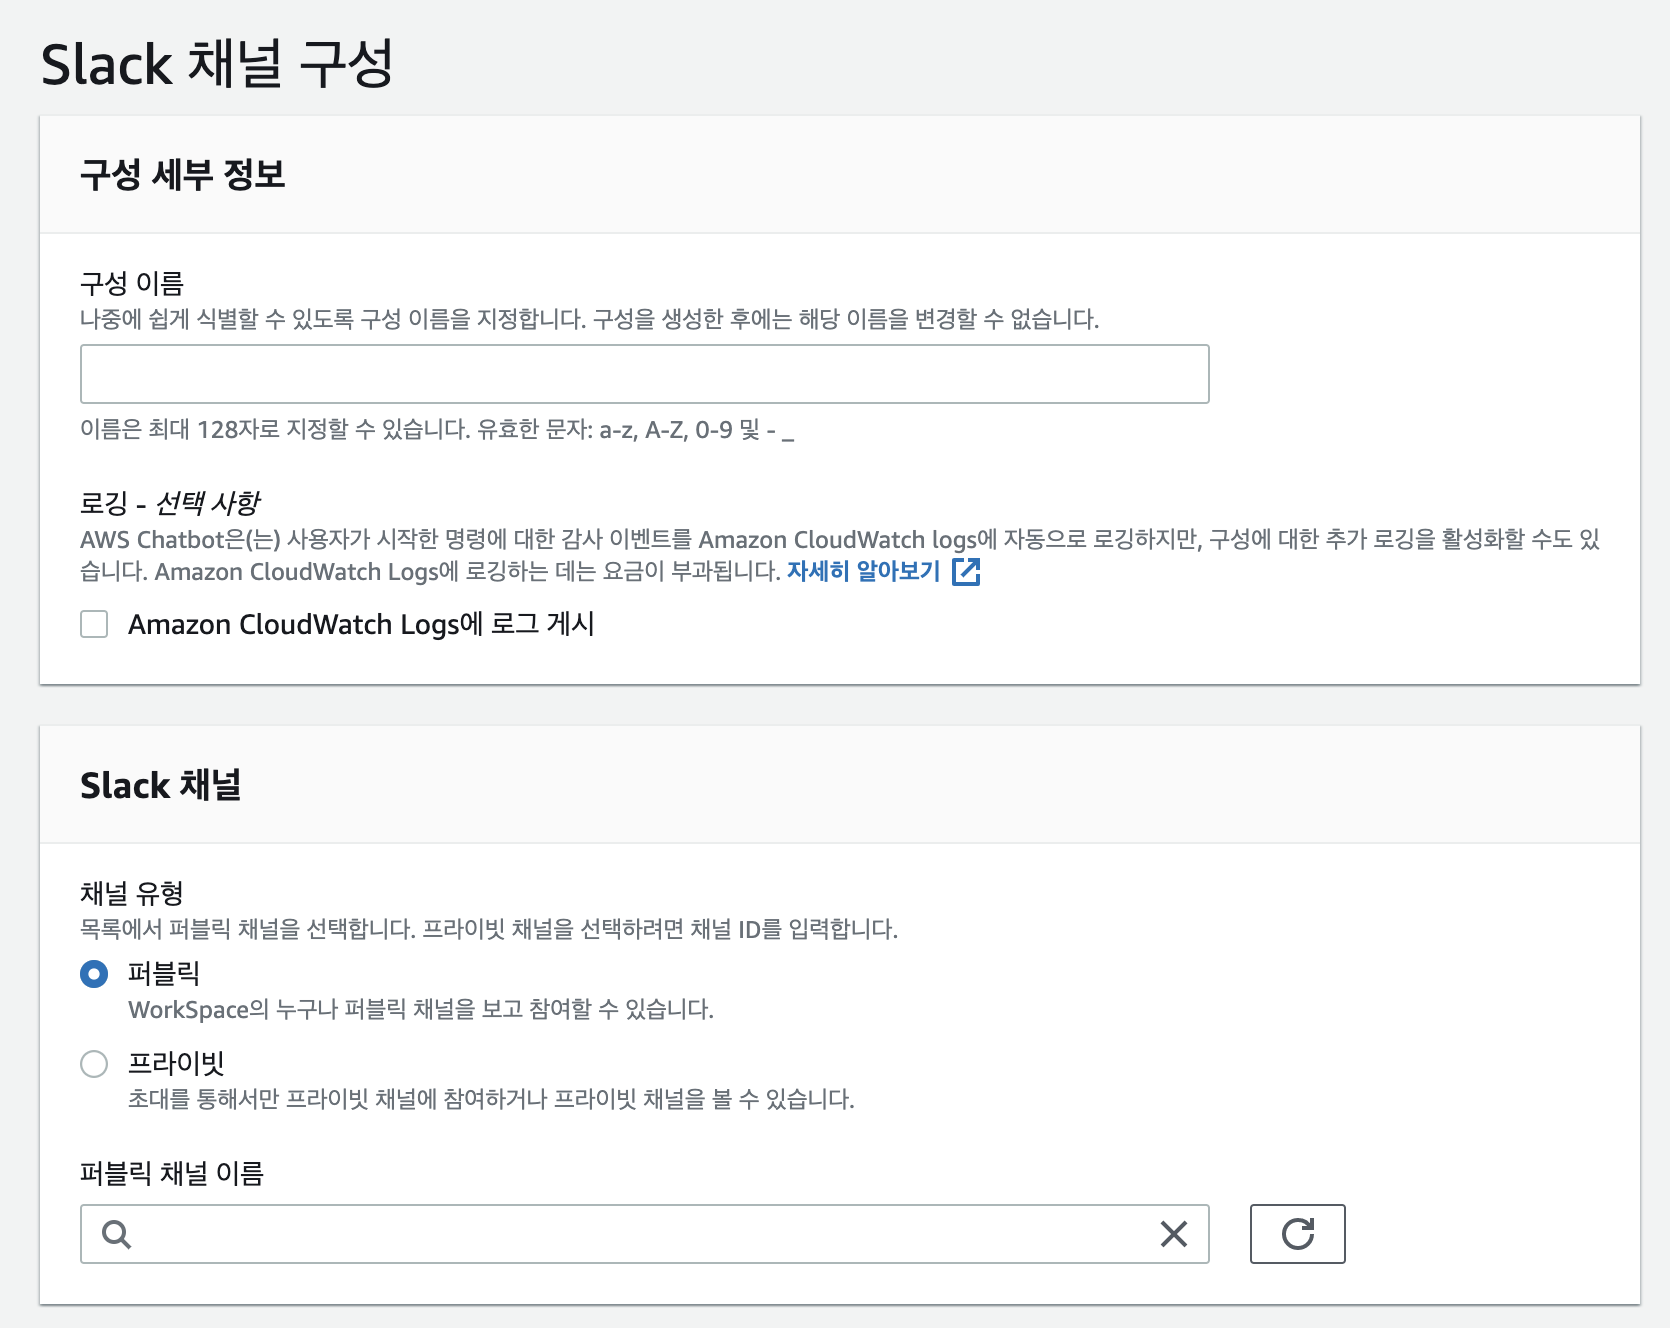 Slack 채널 구성
구성 세부 정보
구성 이름
나중에 쉽게 식별할 수 있도록 구성 이름을 지정합니다. 구성을 생성한 후에는 해당 이름을 변경할 수 없습니다.
이름은 최대 128자로 지정할 수 있습니다. 유효한 문자: a-z, A-Z, 0-9 및 - _
로깅 - 선택 사항
AWS Chatbot은(는) 사용자가 시작한 명령에 대한 감사 이벤트를 Amazon CloudWatch logs에 자동으로 로깅하지만, 구성에 대한 추가 로깅을 활성화할 수도 있
습니다. Amazon CloudWatch Logs에 로깅하는 데는 요금이 부과됩니다. 자세히 알아보기
Amazon CloudWatch Logs에 로그 게시
Slack 채널
채널 유형
목록에서 퍼블릭 채널을 선택합니다. 프라이빗 채널을 선택하려면 채널 ID를 입력합니다.
퍼블릭
WorkSpace의 누구나 퍼블릭 채널을 보고 참여할 수 있습니다.
프라이빗
초대를 통해서만 프라이빗 채널에 참여하거나 프라이빗 채널을 볼 수 있습니다.
퍼블릭 채널 이름